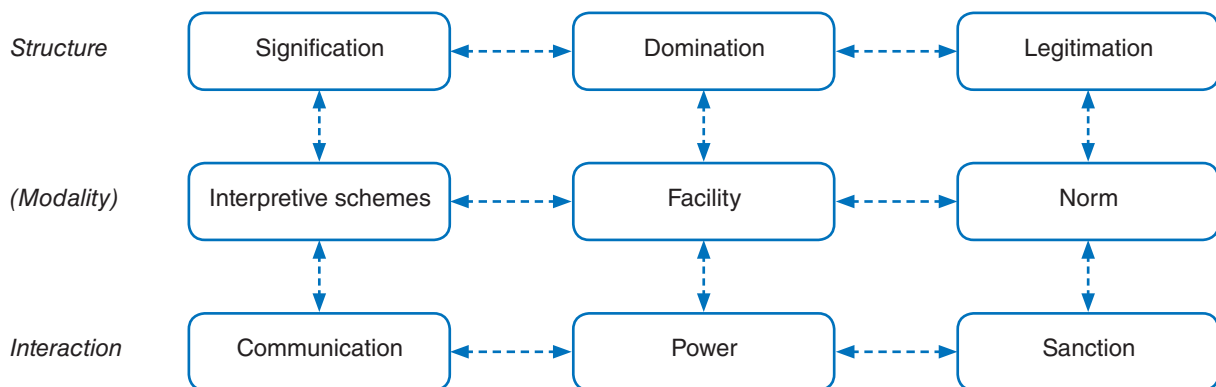 Structure Signification Domination Legitimation
(Modality) Interpretive schemes Facility Norm
Interaction Communication Power Sanction